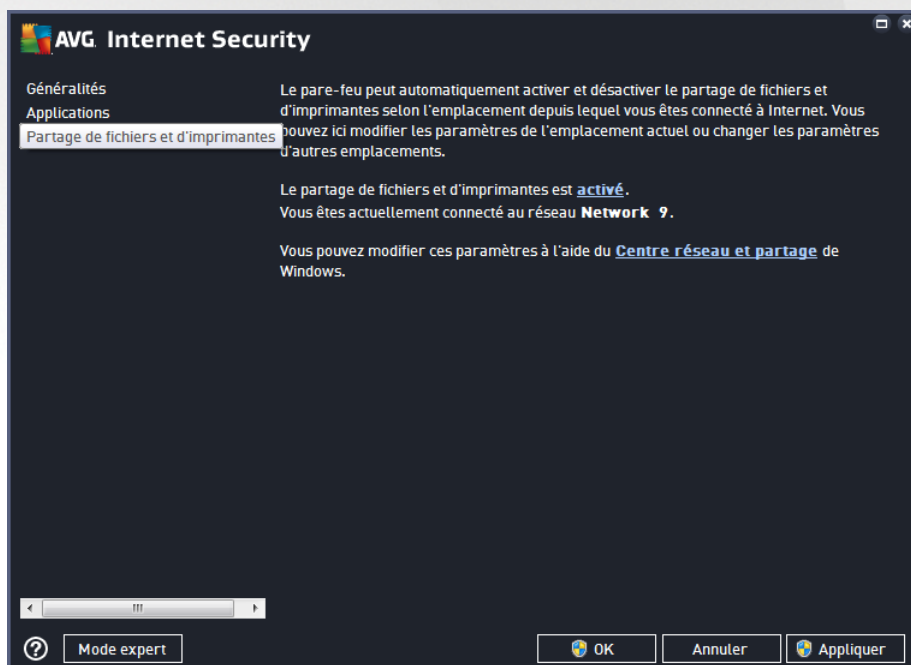 AVG Internet Security
Généralités
Applications
Partage de fichiers et d'imprimantes
Le pare-feu peut automatiquement activer et désactiver le partage de fichiers et
d'imprimantes selon l'emplacement depuis lequel vous êtes connecté à Internet. Vous
pouvez ici modifier les paramètres de l'emplacement actuel ou changer les paramètres
d'autres emplacements.
Le partage de fichiers et d'imprimantes est activé.
Vous êtes actuellement connecté au réseau Network 9.
Vous pouvez modifier ces paramètres à l'aide du Centre réseau et partage de
Windows.
? Mode expert
OK
Annuler
Appliquer